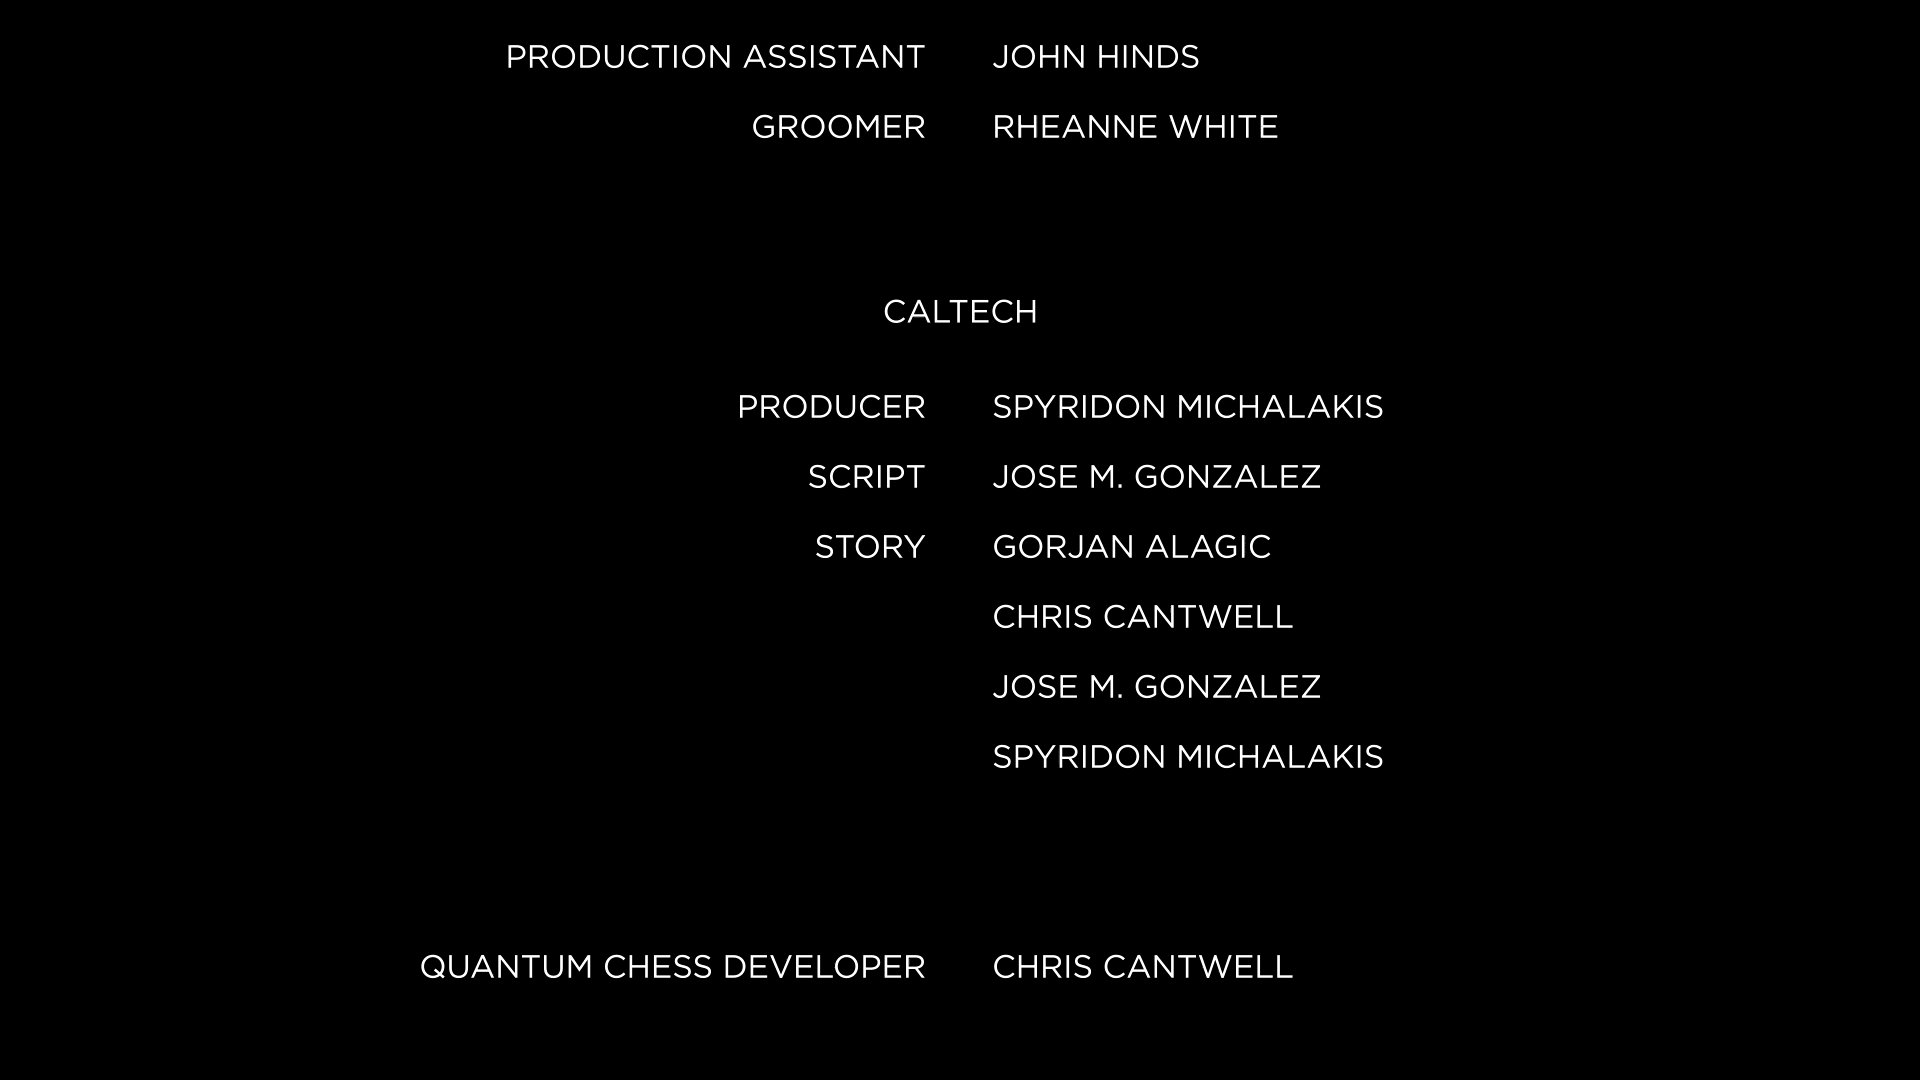 PRODUCTION ASSISTANT JOHN HINDS
GROOMER RHEANNE WHITE
CALTECH
PRODUCER SPYRIDON MICHALAKIS
SCRIPT JOSE M. GONZALEZ
STORY GORJAN ALAGIC
CHRIS CANTWELL
JOSE M. GONZALEZ
SPYRIDON MICHALAKIS
QUANTUM CHESS DEVELOPER CHRIS CANTWELL